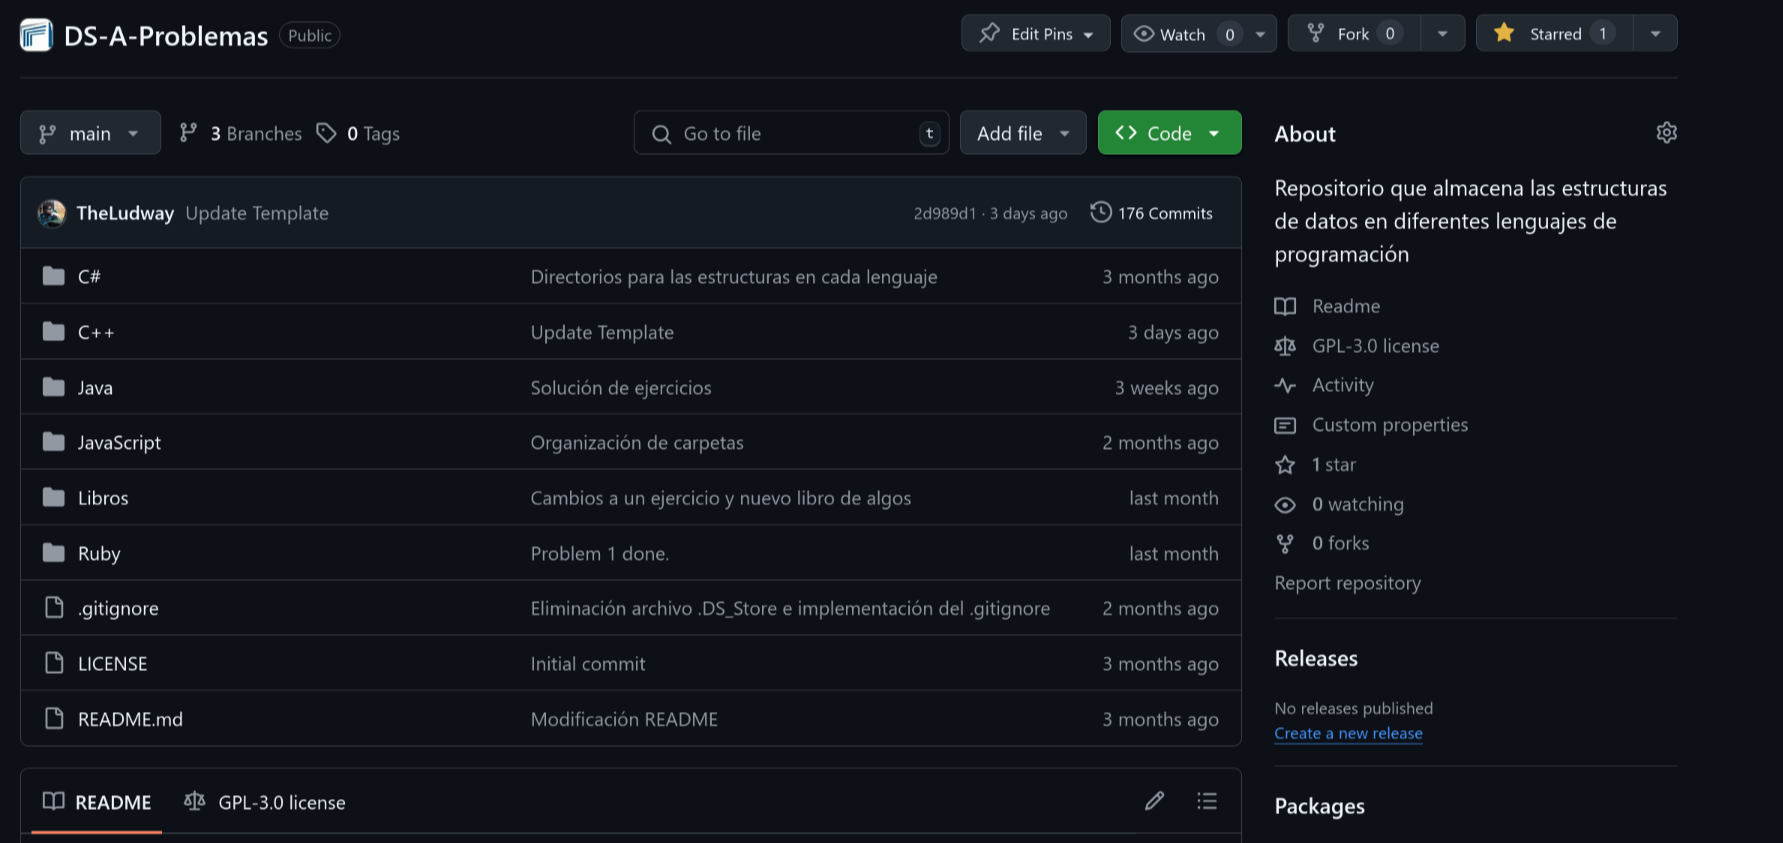 DS-A-Problemas Public Edit Pins Watch 0 Fork 0 Starred 1
main 3 Branches 0 Tags Go to file t Add file Code
TheLudway Update Template 2d989d1 · 3 days ago 176 Commits
C# Directorios para las estructuras en cada lenguaje 3 months ago
C++ Update Template 3 days ago
Java Solución de ejercicios 3 weeks ago
JavaScript Organización de carpetas 2 months ago
Libros Cambios a un ejercicio y nuevo libro de algos last month
Ruby Problem 1 done. last month
.gitignore Eliminación archivo .DS_Store e implementación del .gitignore 2 months ago
LICENSE Initial commit 3 months ago
README.md Modificación README 3 months ago
README GPL-3.0 license
About
Repositorio que almacena las estructuras
de datos en diferentes lenguajes de
programación
Readme
GPL-3.0 license
Activity
Custom properties
1 star
0 watching
0 forks
Report repository
Releases
No releases published
Create a new release
Packages